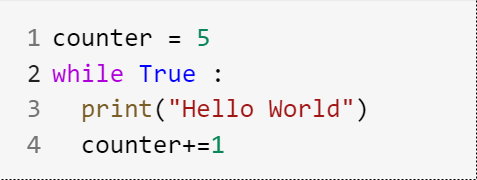 1 counter = 5
2 while True :
3   print("Hello World")
4   counter+=1